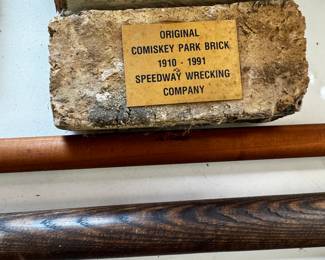 ORIGINAL
COMISKEY PARK BRICK
1910 - 1991
SPEEDWAY WRECKING
COMPANY